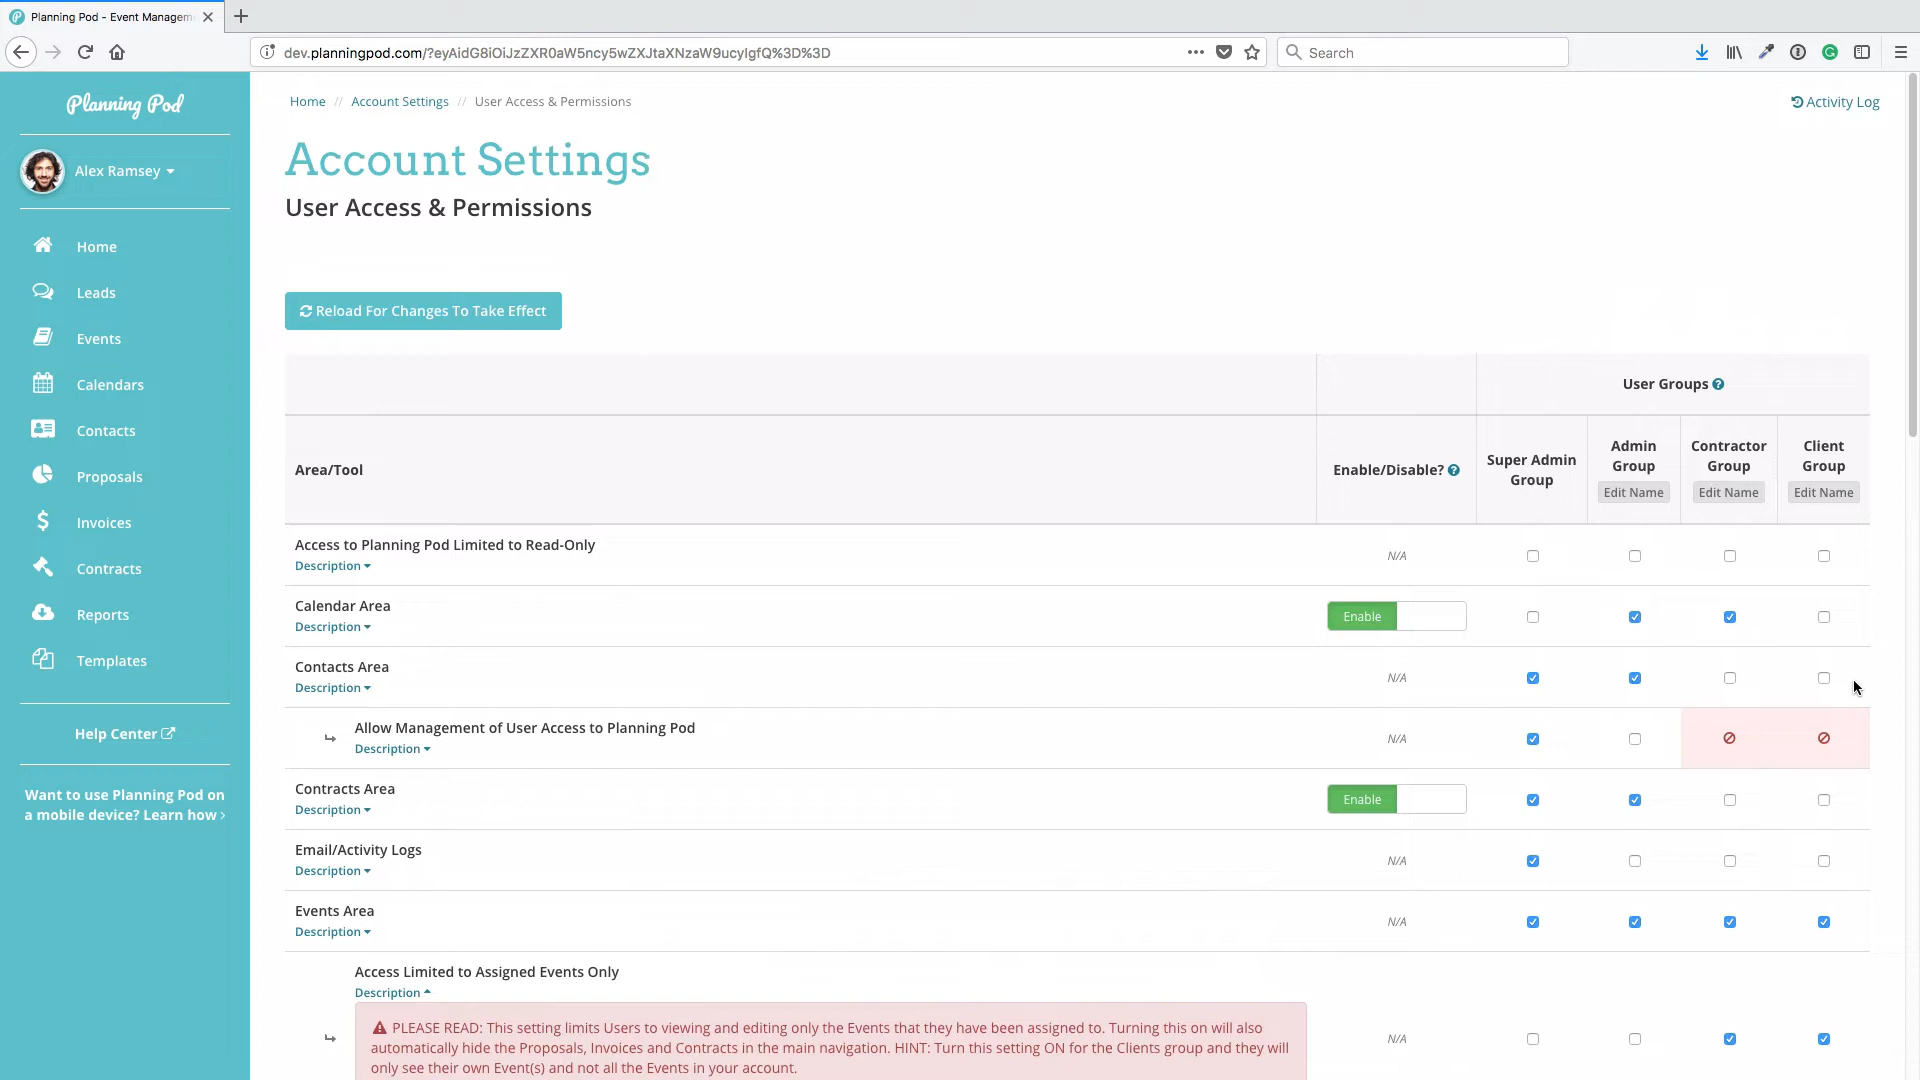 Planning Pod - Event Managem
dev.planningpod.com/?eyAidG8iOiJzZXR0aW5ncy5wZXJtaXNzaW9ucyIgfQ%3D%3D
Search
Planning Pod
Alex Ramsey
Home
Leads
Events
Calendars
Contacts
Proposals
Invoices
Contracts
Reports
Templates
Help Center
Want to use Planning Pod on
a mobile device? Learn how ›
Home // Account Settings // User Access & Permissions
Activity Log
Account Settings
User Access & Permissions
Reload For Changes To Take Effect
User Groups ?
Area/Tool
Enable/Disable? ?
Super Admin
Group
Admin
Group
Edit Name
Contractor
Group
Edit Name
Client
Group
Edit Name
Access to Planning Pod Limited to Read-Only
Description
N/A
Calendar Area
Description
Enable
Contacts Area
Description
N/A
Allow Management of User Access to Planning Pod
Description
N/A
Contracts Area
Description
Enable
Email/Activity Logs
Description
N/A
Events Area
Description
N/A
Access Limited to Assigned Events Only
Description
PLEASE READ: This setting limits Users to viewing and editing only the Events that they have been assigned to. Turning this on will also
automatically hide the Proposals, Invoices and Contracts in the main navigation. HINT: Turn this setting ON for the Clients group and they will
only see their own Event(s) and not all the Events in your account.
N/A